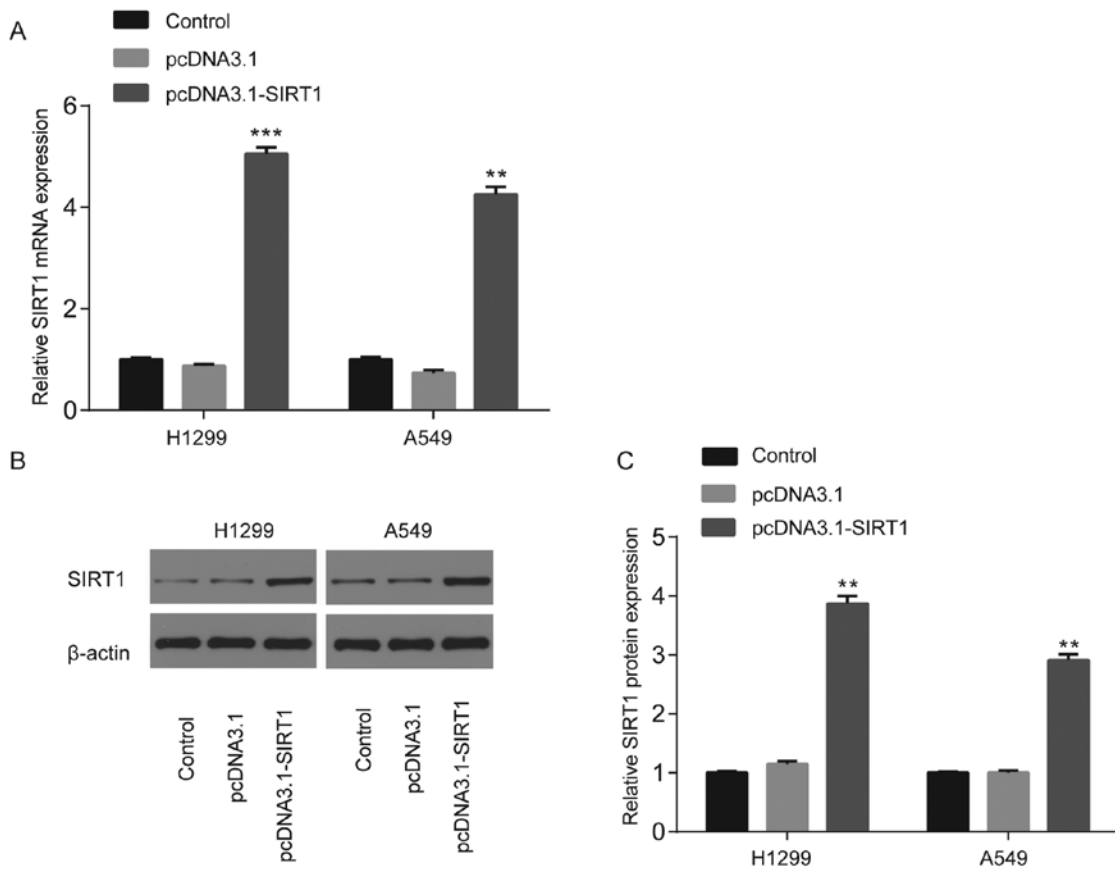 A
Control
pcDNA3.1
pcDNA3.1-SIRT1
Relative SIRT1 mRNA expression
6
4
2
0
***
**
H1299
A549
B
H1299
A549
SIRT1
β-actin
Control
pcDNA3.1
pcDNA3.1-SIRT1
Control
pcDNA3.1
pcDNA3.1-SIRT1
C
Control
pcDNA3.1
pcDNA3.1-SIRT1
Relative SIRT1 protein expression
5
4
3
2
1
0
**
**
H1299
A549